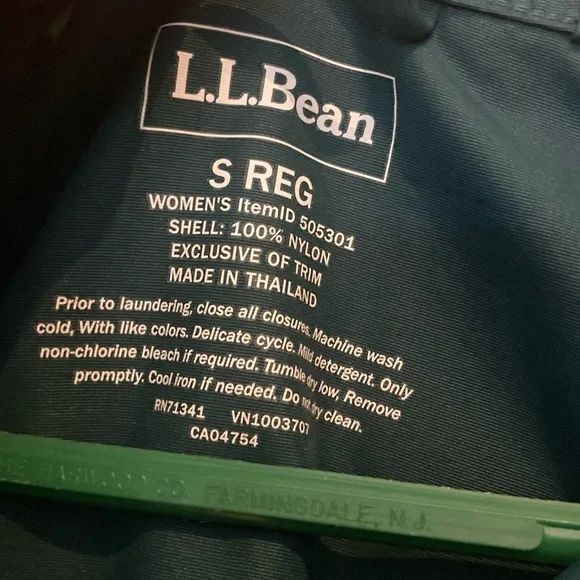 L.L.Bean
S REG
WOMEN'S ItemID 505301
SHELL: 100% NYLON
EXCLUSIVE OF TRIM
MADE IN THAILAND
Prior to laundering, close all closures. Machine wash
cold, With like colors. Delicate cycle. Mild detergent. Only
non-chlorine bleach if required. Tumble dry low, Remove
promptly. Cool iron if needed. Do not dry clean.
RN71341 VN1003707
CA04754
HARWOOD CO. FARMINGDALE, N.J.